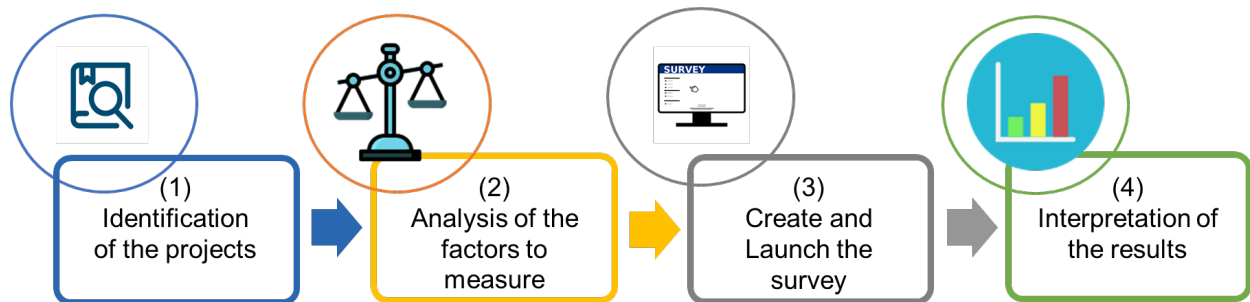 SURVEY
(1)
Identification
of the projects
(2)
Analysis of the
factors to
measure
(3)
Create and
Launch the
survey
(4)
Interpretation of
the results